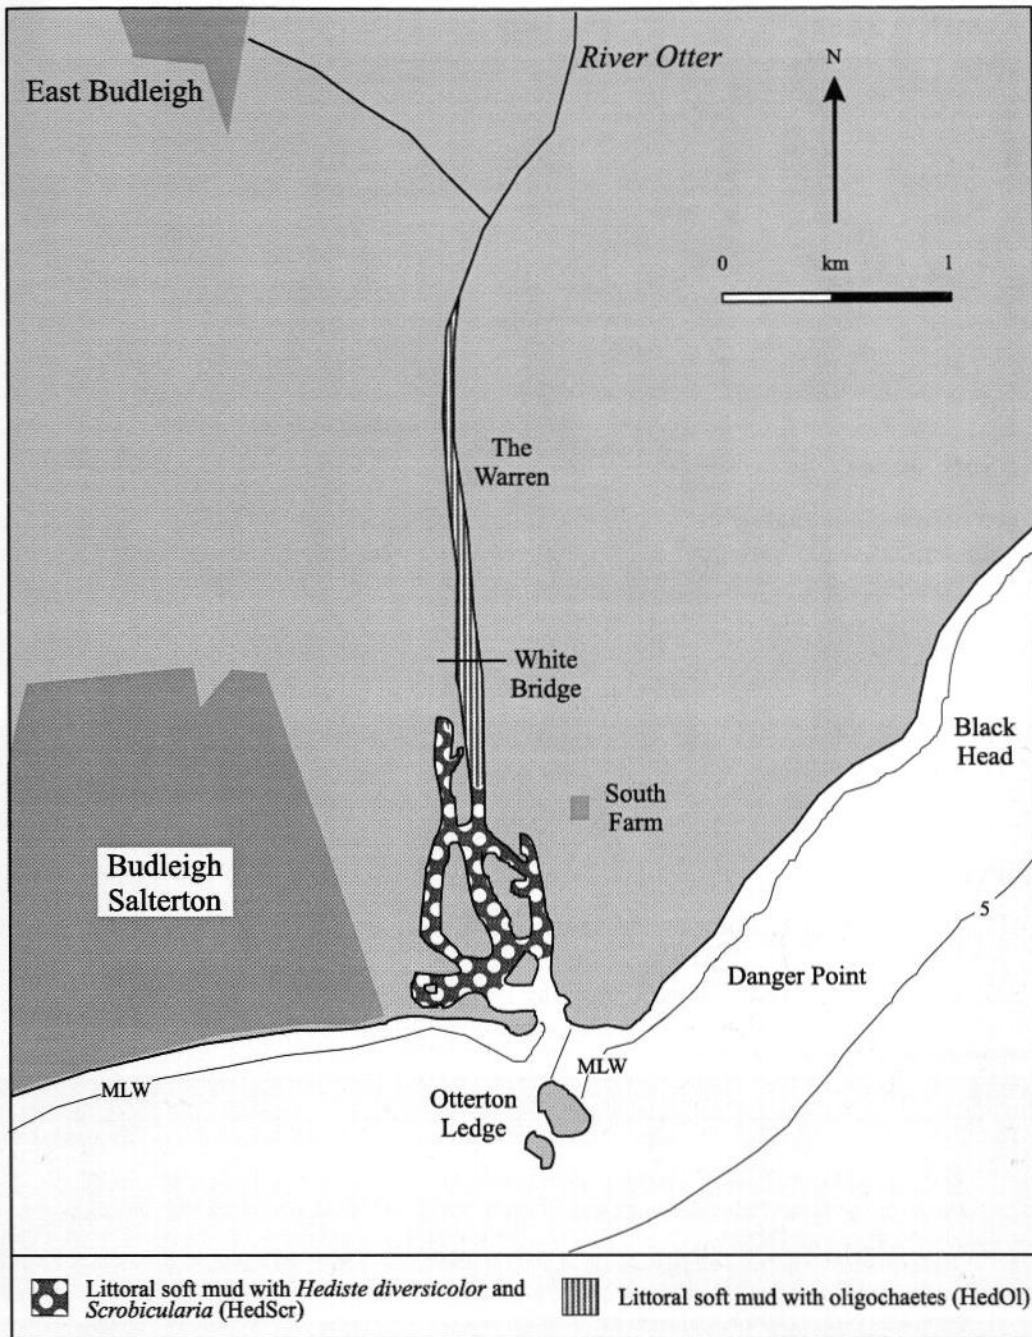 River Otter
East Budleigh
N
0 km 1
The
Warren
White
Bridge
Black
Head
South
Farm
Budleigh
Salterton
5
Danger Point
MLW
MLW
Otterton
Ledge
Littoral soft mud with Hediste diversicolor and
Scrobicularia (HedScr)
Littoral soft mud with oligochaetes (HedOl)